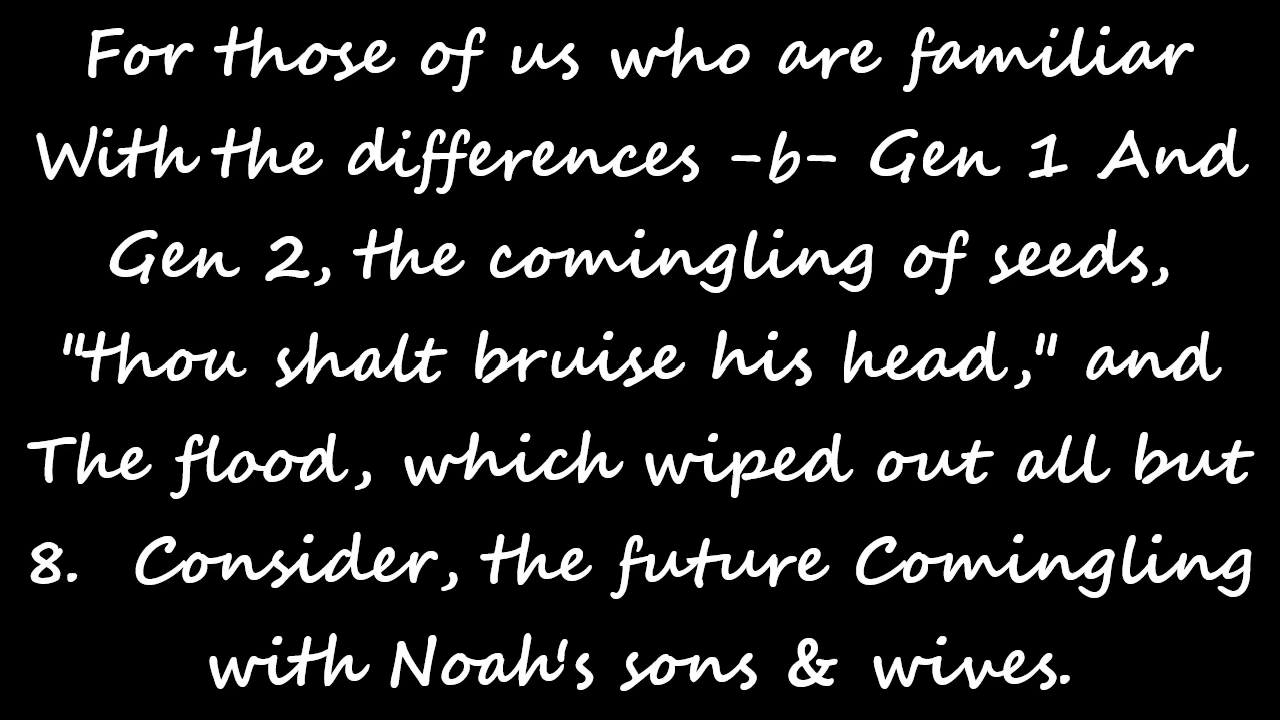 For those of us who are familiar
With the differences -b- Gen 1 And
Gen 2, the comingling of seeds,
"thou shalt bruise his head," and
The flood, which wiped out all but
8. Consider, the future Comingling
with Noah's sons & wives.